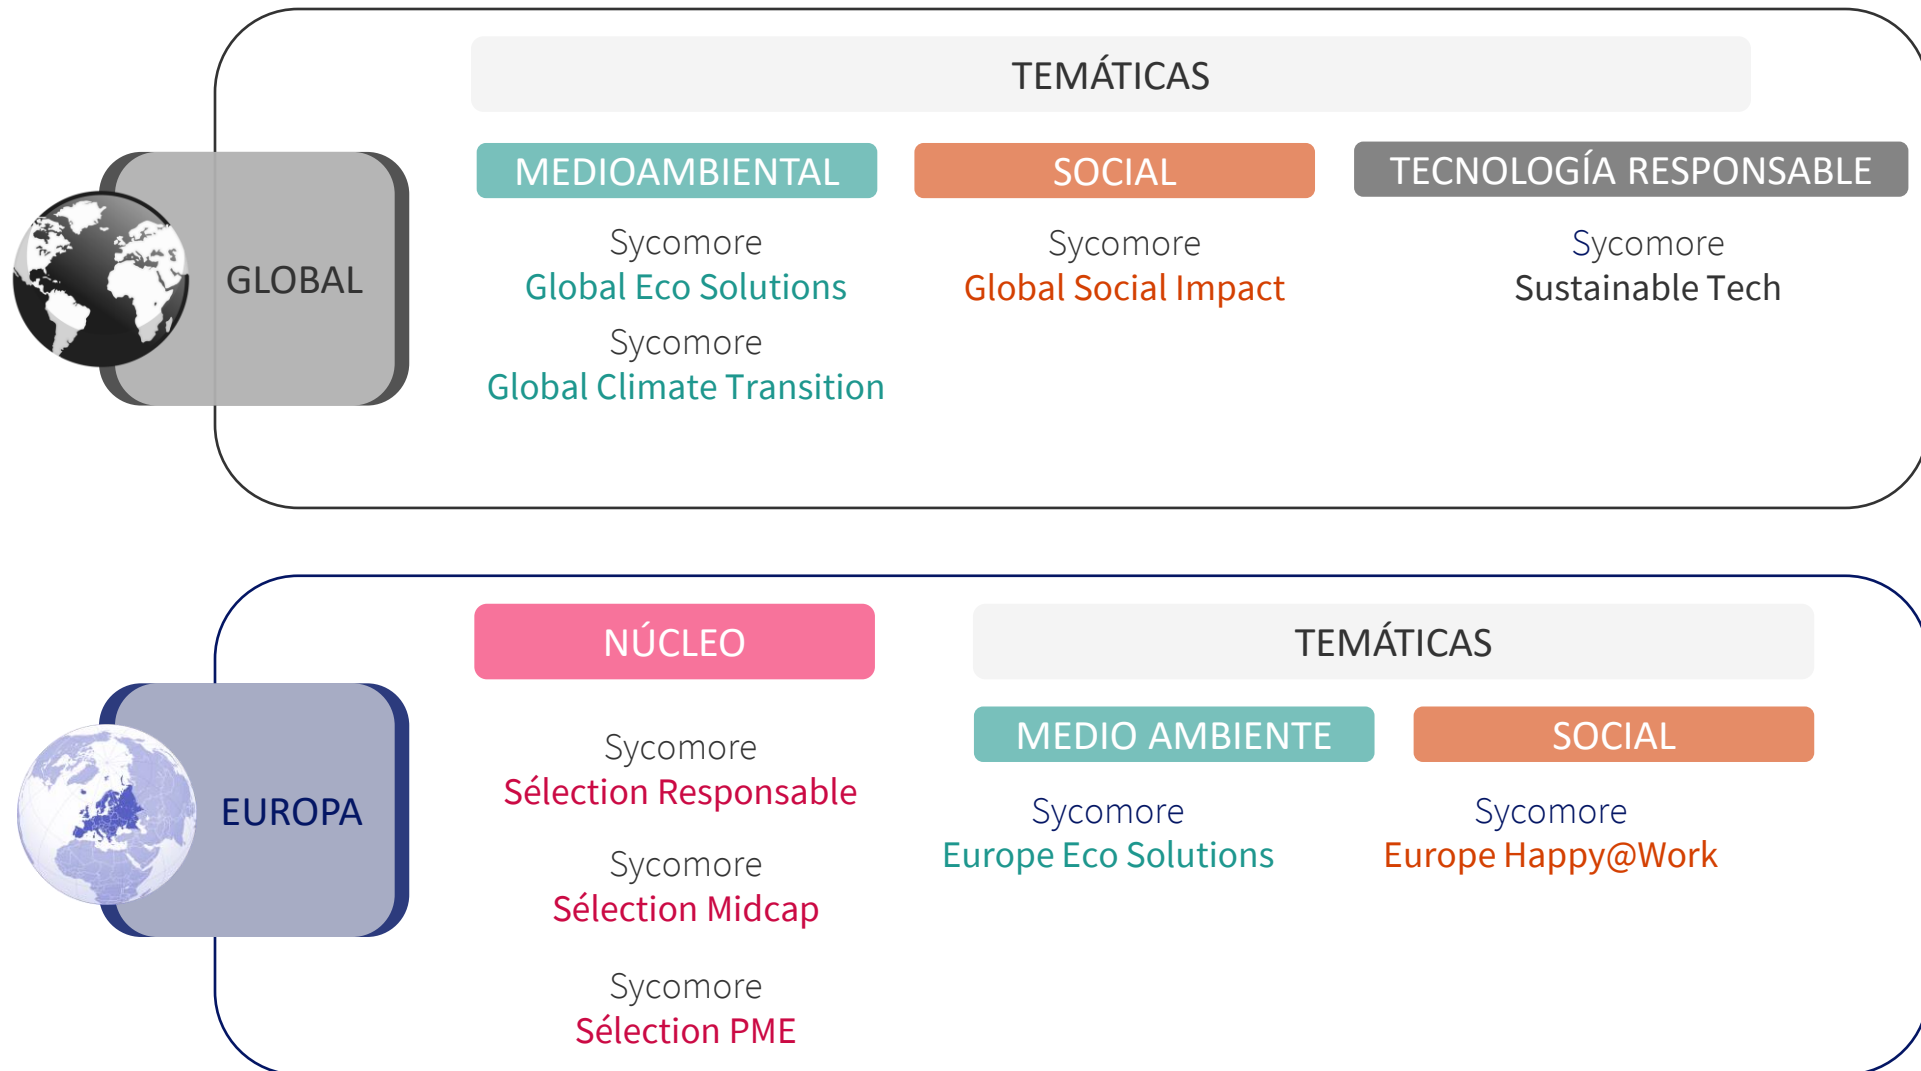 TEMÁTICAS
GLOBAL
MEDIOAMBIENTAL
Sycomore
Global Eco Solutions
Sycomore
Global Climate Transition
SOCIAL
Sycomore
Global Social Impact
TECNOLOGÍA RESPONSABLE
Sycomore
Sustainable Tech
EUROPA
NÚCLEO
Sycomore
Sélection Responsable
Sycomore
Sélection Midcap
Sycomore
Sélection PME
TEMÁTICAS
MEDIO AMBIENTE
Sycomore
Europe Eco Solutions
SOCIAL
Sycomore
Europe Happy@Work